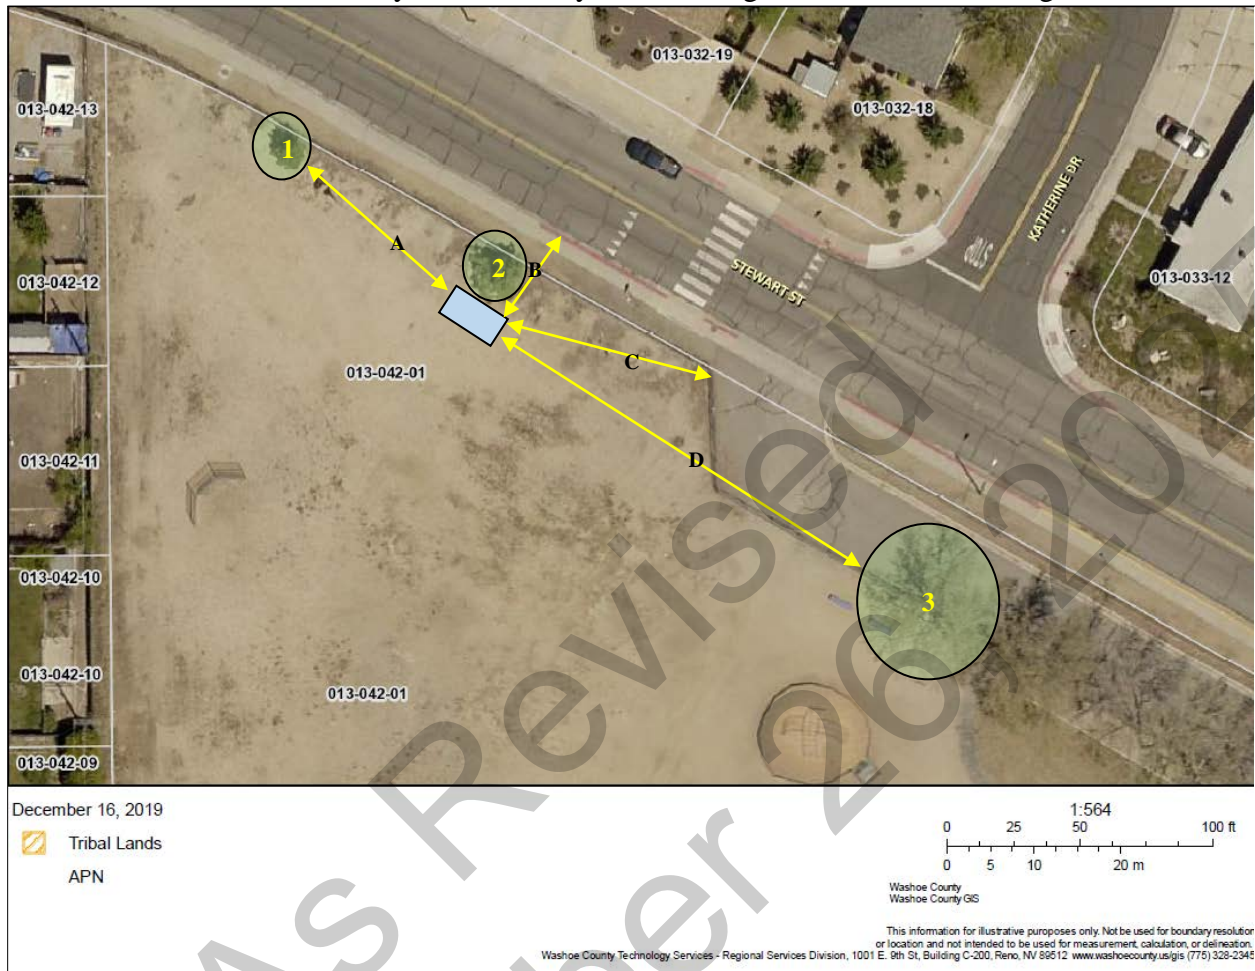 013-032-19
013-042-13
013-032-18
1
KATHERINE DR
A
2
B
STEWART ST
013-033-12
013-042-12
C
013-042-01
D
013-042-11
013-042-10
3
013-042-10
013-042-01
013-042-09
As Revised
December 16, 2019
Tribal Lands
APN
1:564
0 25 50 100 ft
0 5 10 20 m
Washoe County
Washoe County GIS
This information for illustrative purporses only. Not be used for boundary resolution
or location and not intended to be used for measurement, calculation, or delineation.
Washoe County Technology Services - Regional Services Division, 1001 E. 9th St, Building C-200, Reno, NV 89512 www.washoecounty.us/gis (775) 328-2345